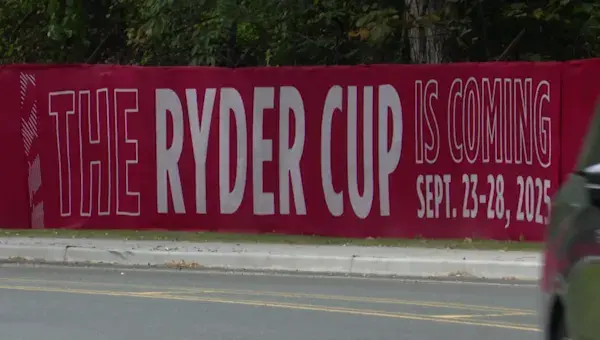 THE RYDER CUP IS COMING
SEPT. 23-28, 2025